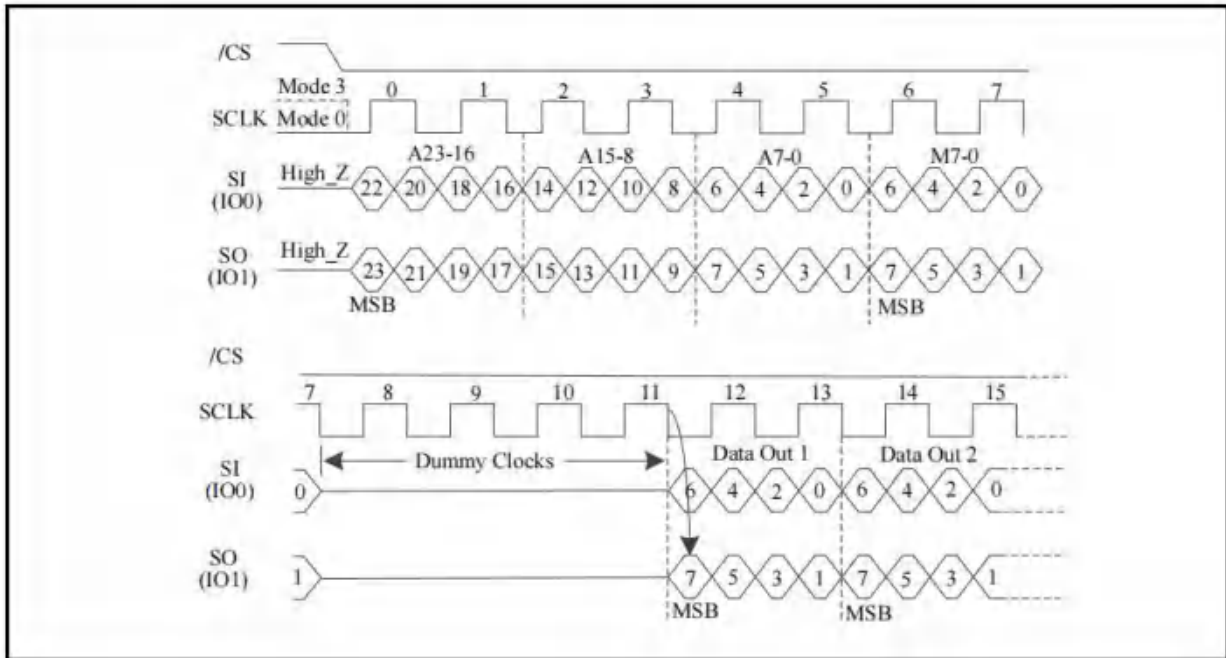 /CS
Mode 3 0 1 2 3 4 5 6 7
SCLK Mode 0
A23-16 A15-8 A7-0 M7-0
SI High_Z 22 20 18 16 14 12 10 8 6 4 2 0 6 4 2 0
(IO0)
SO High_Z 23 21 19 17 15 13 11 9 7 5 3 1 7 5 3 1
(IO1)
MSB MSB
/CS
7 8 9 10 11 12 13 14 15
SCLK
Dummy Clocks Data Out 1 Data Out 2
SI 0 6 4 2 0 6 4 2 0
(IO0)
SO 1 7 5 3 1 7 5 3 1
(IO1)
MSB MSB